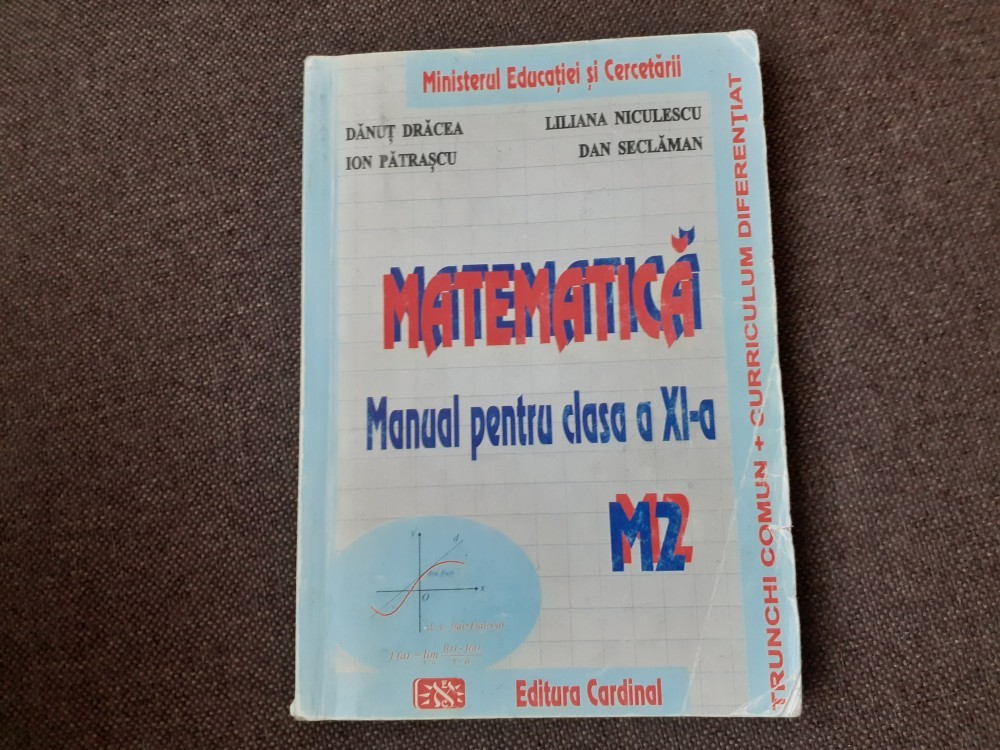 Ministerul Educației și Cercetării
DĂNUȚ DRĂCEA
LILIANA NICULESCU
ION PĂTRAȘCU
DAN SECLĂMAN
MATEMATICĂ
Manual pentru clasa a XI-a
M2
TRUNCHI COMUN + CURRICULUM DIFERENȚIAT
y
d
O
x
Editura Cardinal